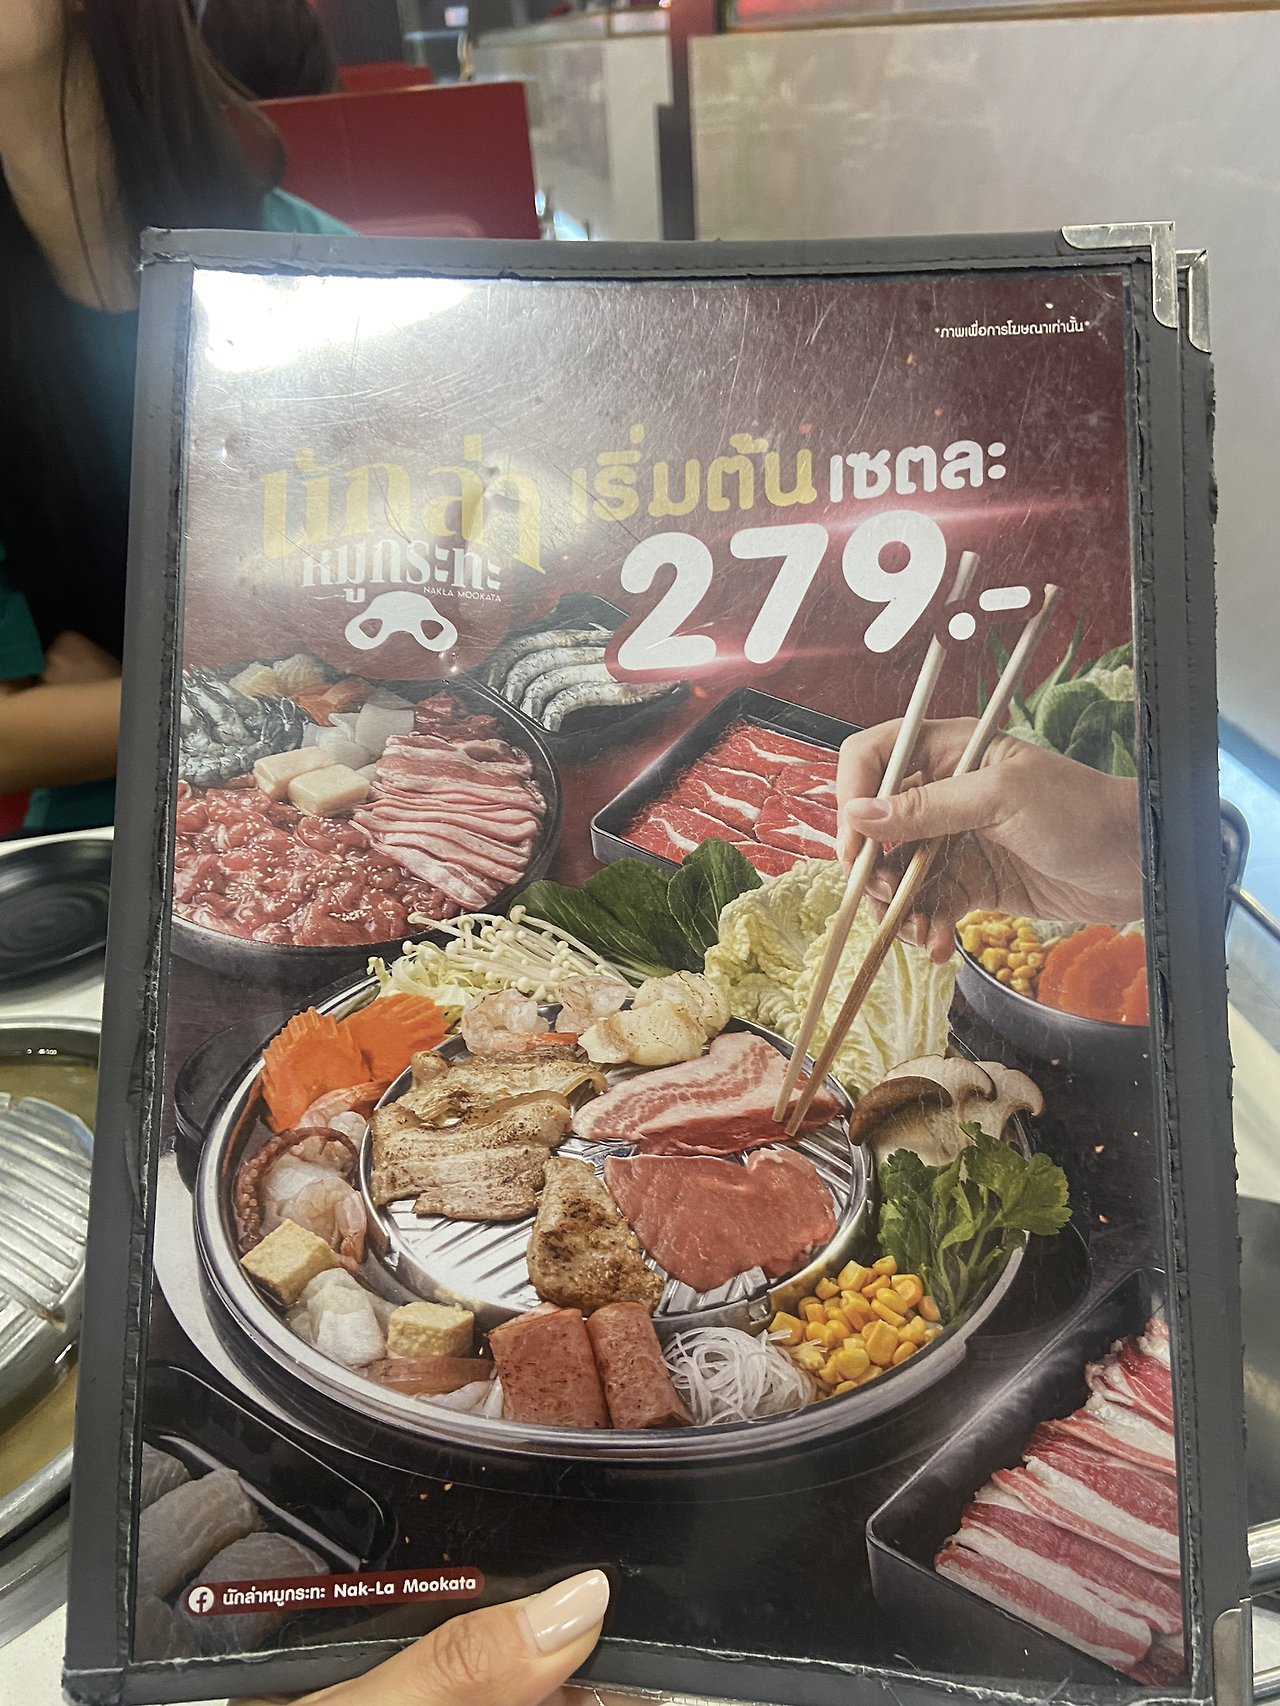 *ภาพเพื่อการโฆษณาเท่านั้น*
นักล่า
หมูกระทะ
NAKLA MOOKATA
เริ่มต้น เซตละ
279.-
นักล่าหมูกระทะ Nak-La Mookata